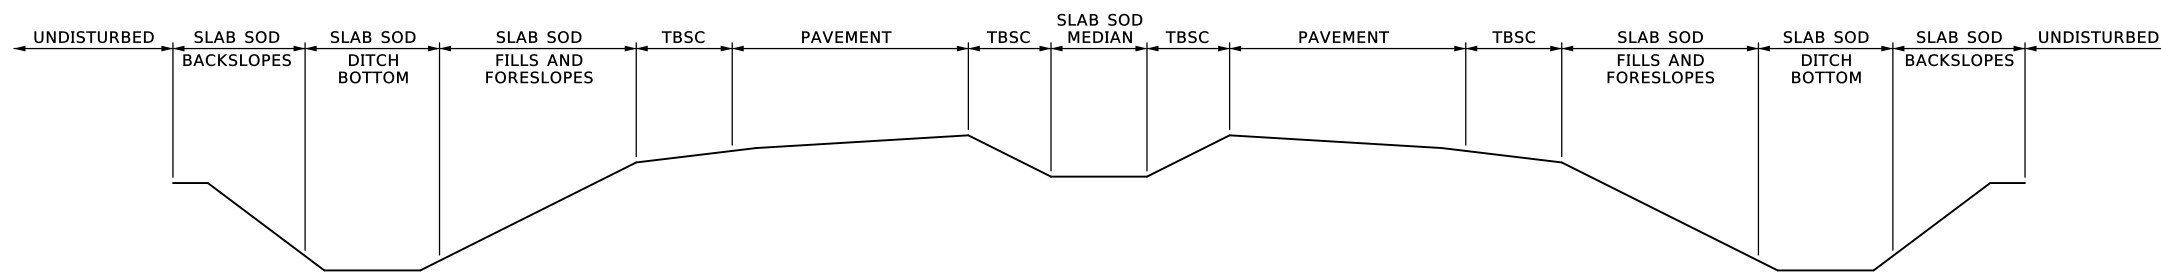 UNDISTURBED
SLAB SOD
BACKSLOPES
SLAB SOD
DITCH
BOTTOM
SLAB SOD
FILLS AND
FORESLOPES
TBSC
PAVEMENT
TBSC
SLAB SOD
MEDIAN
TBSC
PAVEMENT
TBSC
SLAB SOD
FILLS AND
FORESLOPES
SLAB SOD
DITCH
BOTTOM
SLAB SOD
BACKSLOPES
UNDISTURBED